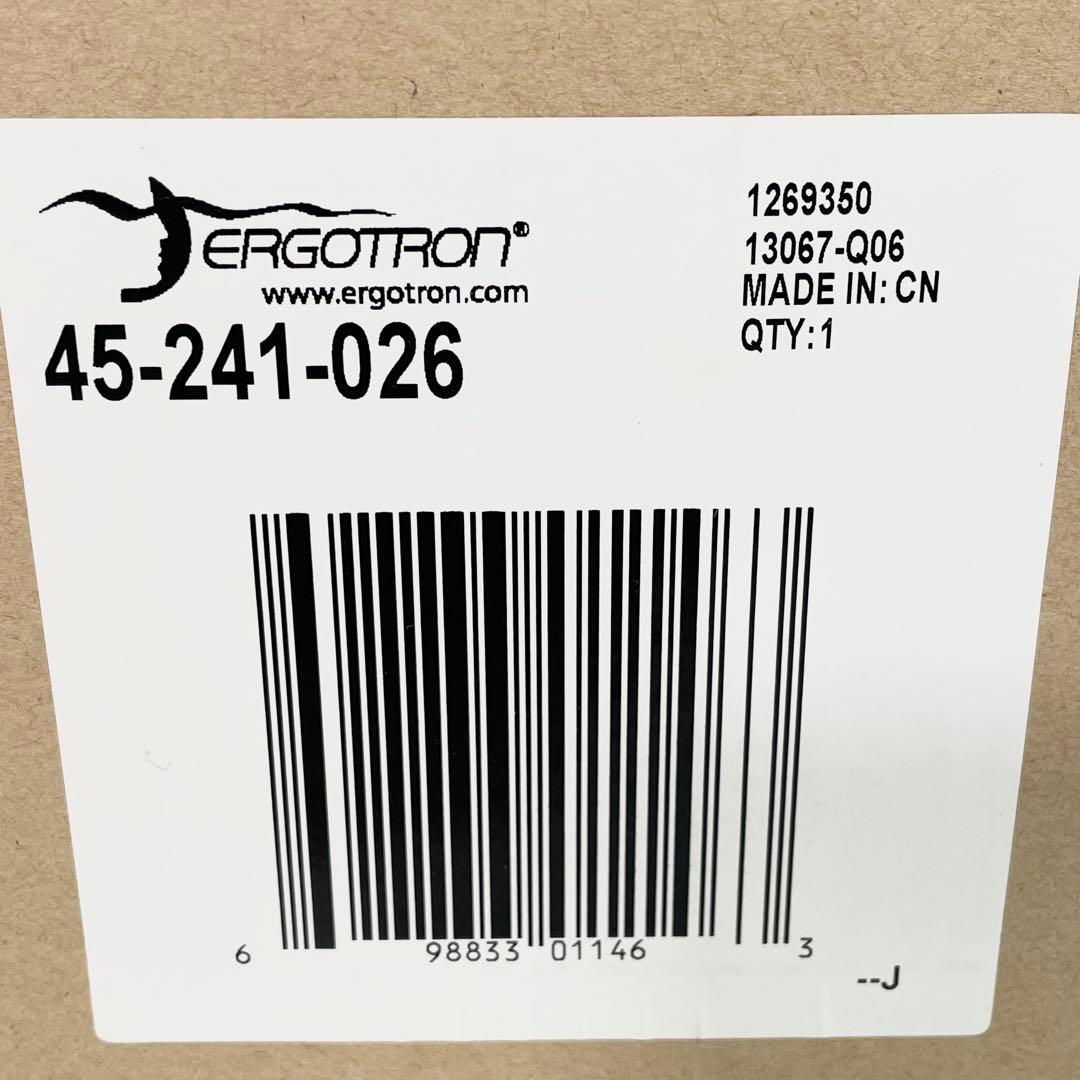 ERGOTRON®
www.ergotron.com
45-241-026
1269350
13067-Q06
MADE IN: CN
QTY:1
6 98833 01146 3
--J